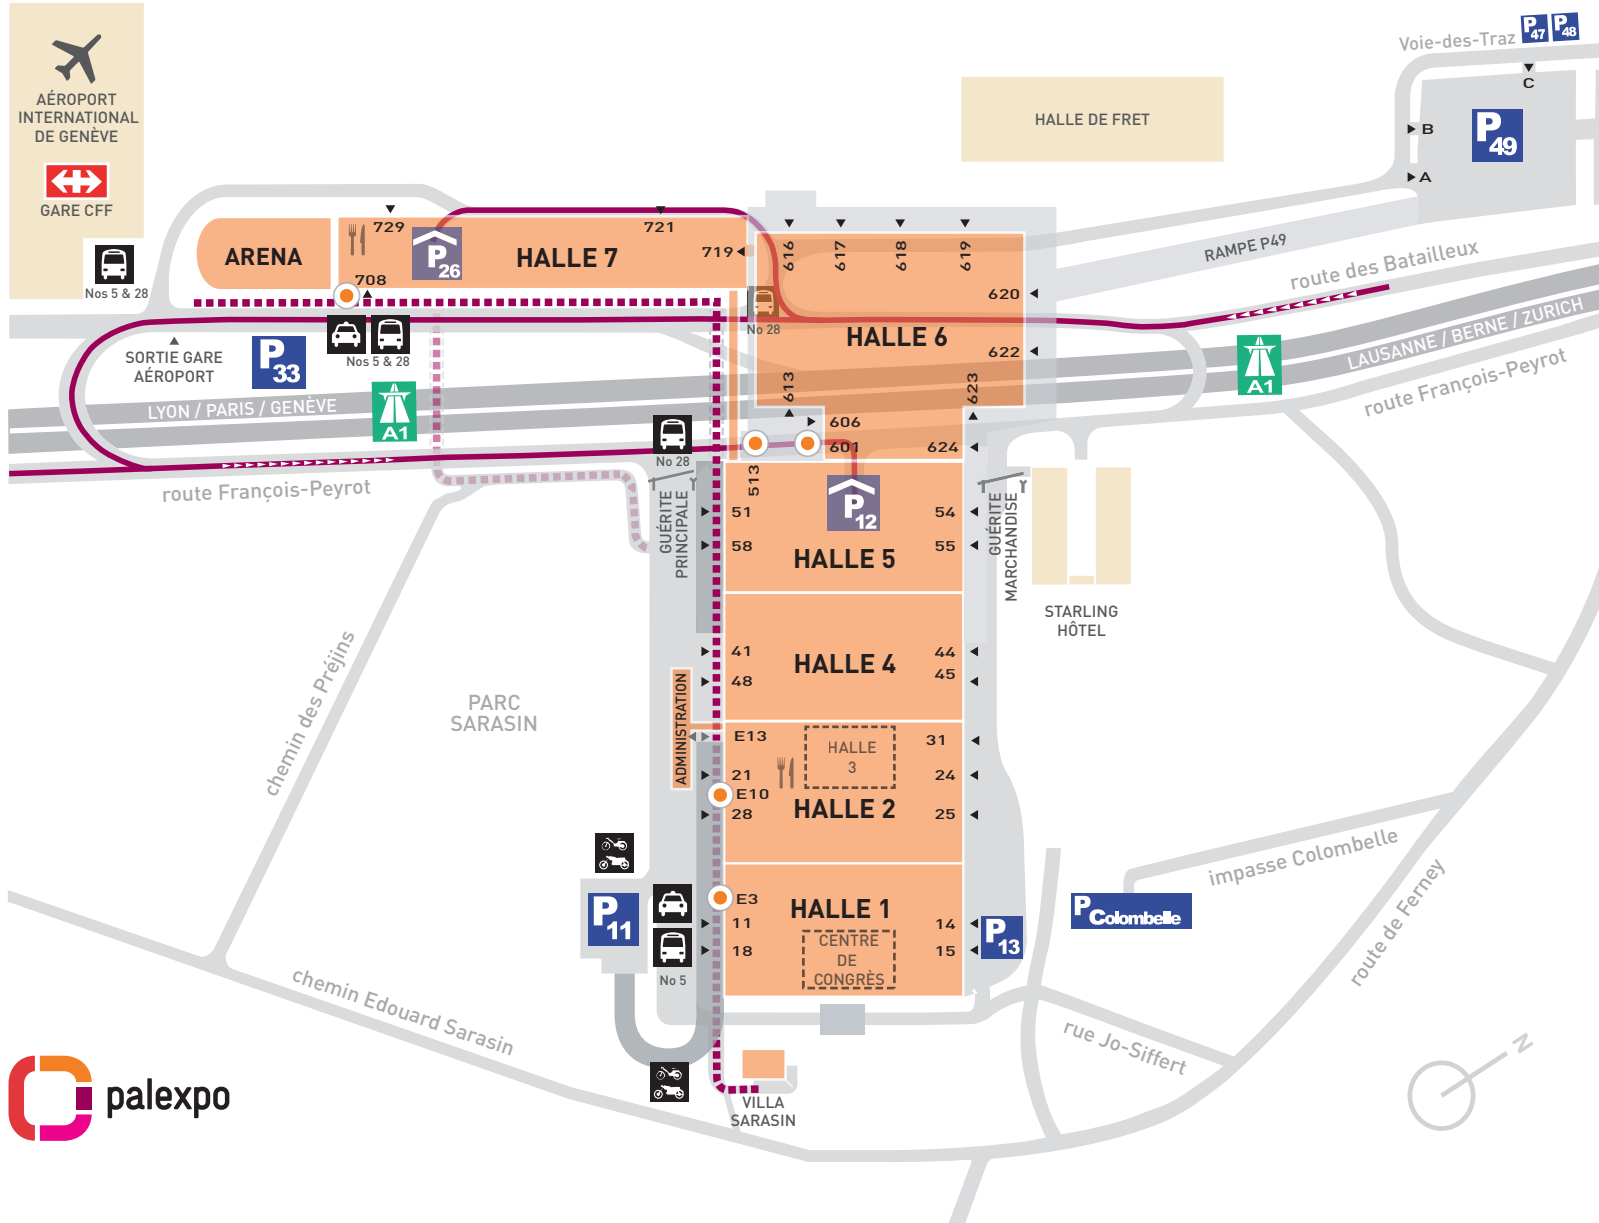 AÉROPORT
INTERNATIONAL
DE GENÈVE
GARE CFF
Nos 5 & 28
HALLE DE FRET
Voie-des-Traz
P47
P48
C
B
A
P49
RAMPE P49
route des Batailleux
ARENA
729
P26
HALLE 7
721
719
708
616
617
618
619
620
No 28
HALLE 6
622
613
623
606
601
624
SORTIE GARE
AÉROPORT
P33
Nos 5 & 28
LYON / PARIS / GENÈVE
A1
A1
LAUSANNE / BERNE / ZURICH
route François-Peyrot
No 28
route François-Peyrot
513
GUÉRITE
PRINCIPALE
51
58
P12
54
55
HALLE 5
GUÉRITE
MARCHANDISE
STARLING
HÔTEL
41
48
HALLE 4
44
45
chemin des Préjins
PARC
SARASIN
ADMINISTRATION
E13
HALLE
3
31
21
24
E10
28
HALLE 2
25
E3
HALLE 1
11
14
18
15
CENTRE
DE
CONGRÈS
P11
No 5
P13
impasse Colombelle
P Colombelle
route de Ferney
chemin Edouard Sarasin
rue Jo-Siffert
N
VILLA
SARASIN
palexpo